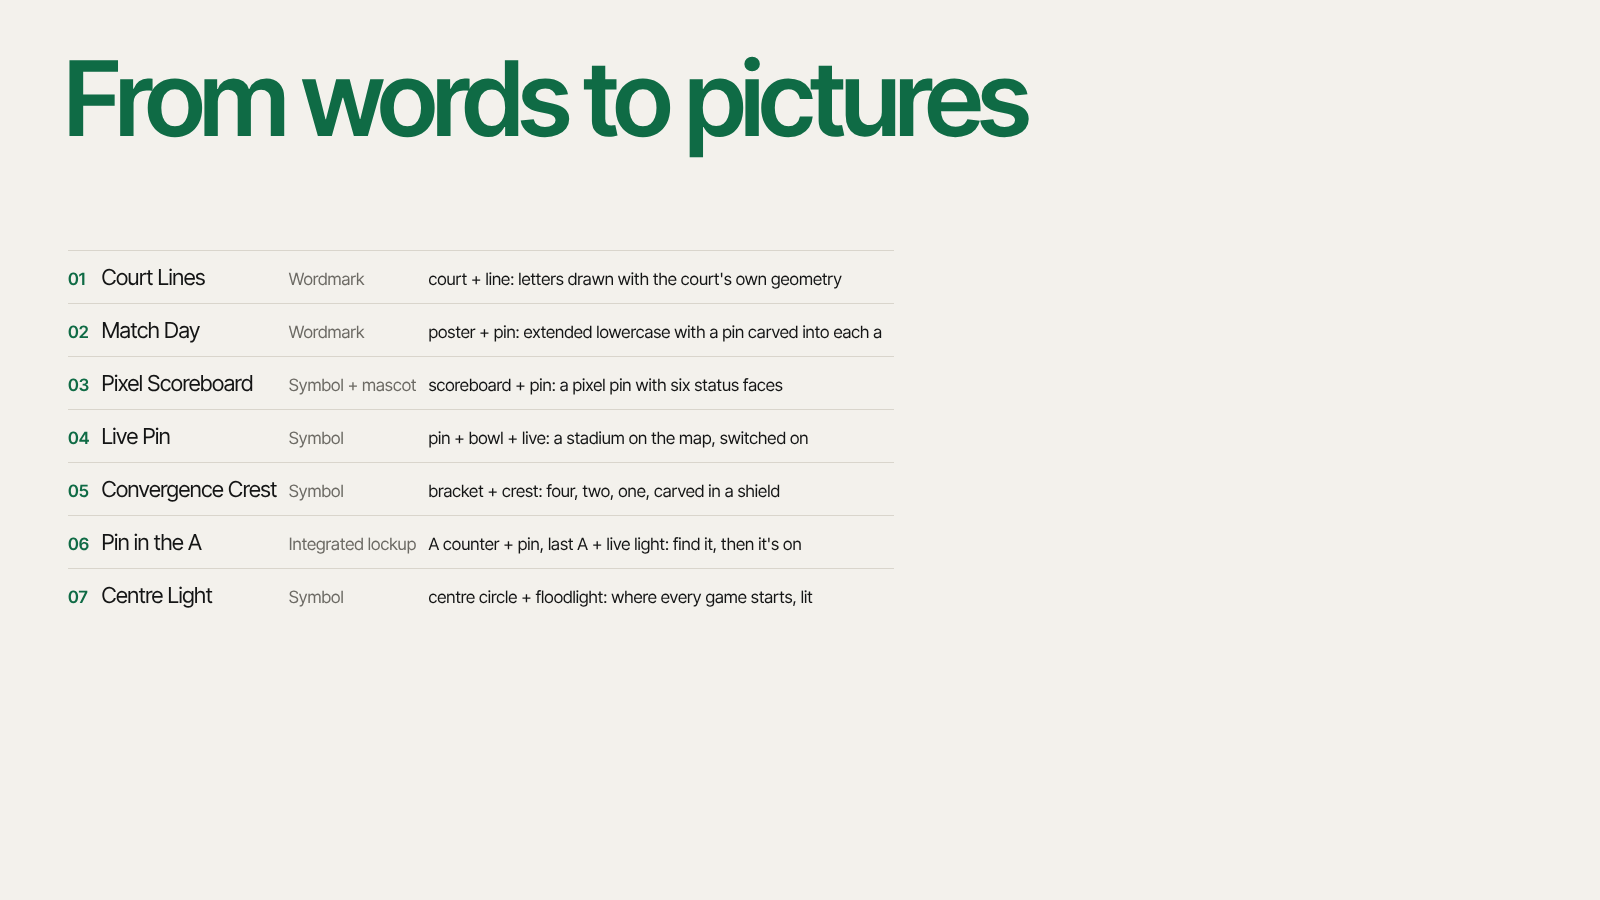 From words to pictures
01 Court Lines Wordmark court + line: letters drawn with the court's own geometry
02 Match Day Wordmark poster + pin: extended lowercase with a pin carved into each a
03 Pixel Scoreboard Symbol + mascot scoreboard + pin: a pixel pin with six status faces
04 Live Pin Symbol pin + bowl + live: a stadium on the map, switched on
05 Convergence Crest Symbol bracket + crest: four, two, one, carved in a shield
06 Pin in the A Integrated lockup A counter + pin, last A + live light: find it, then it's on
07 Centre Light Symbol centre circle + floodlight: where every game starts, lit